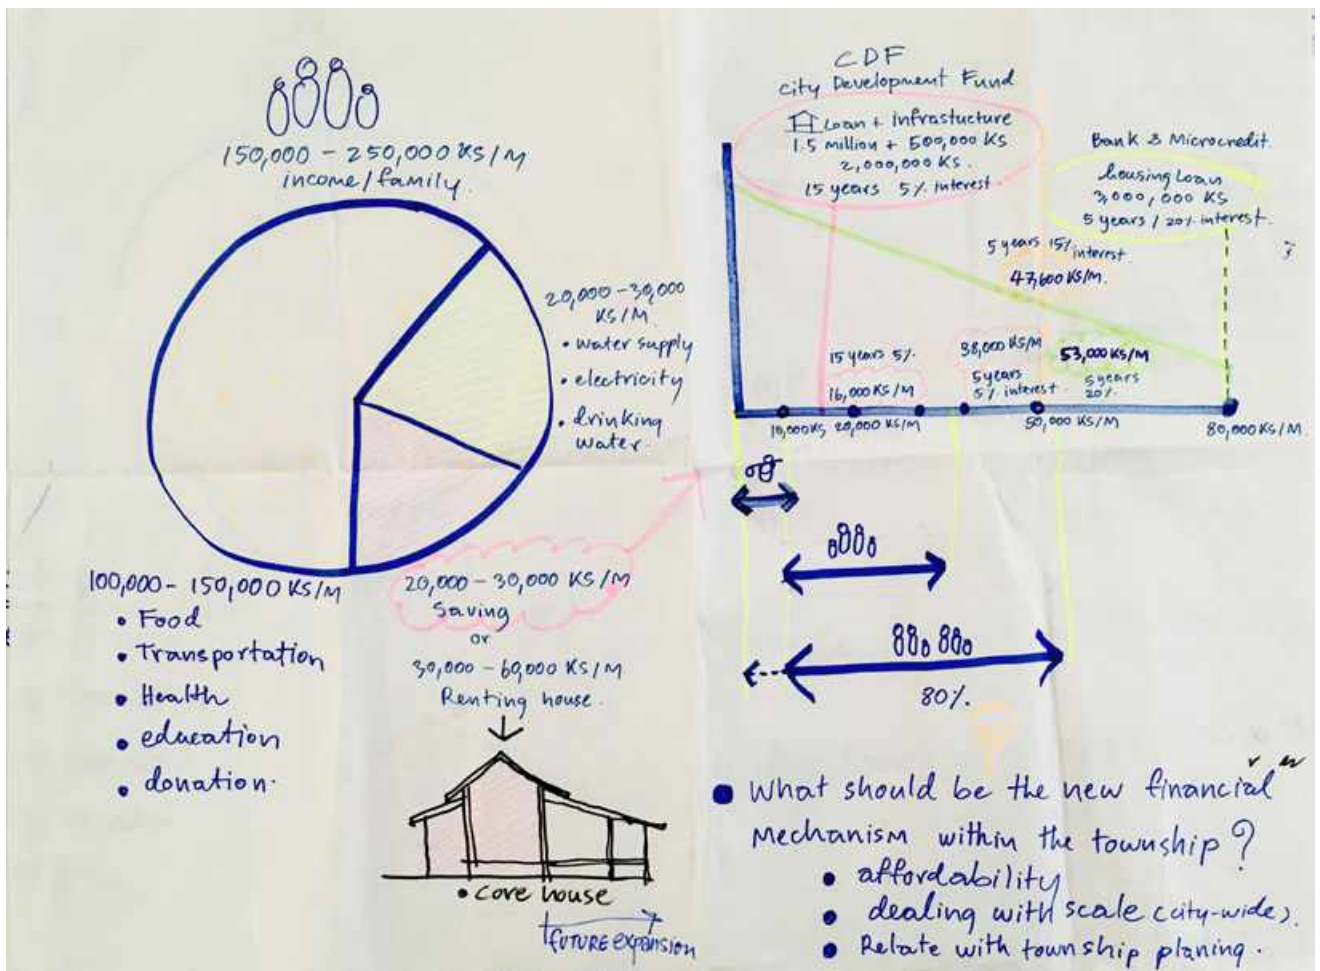 150,000 - 250,000 KS/M
income/family.
20,000 - 30,000
KS/M.
• water supply
• electricity
• drinking
water.
100,000 - 150,000 KS/M
• Food
• Transportation
• Health
• education
• donation.
20,000 - 30,000 KS/M
Saving
or
30,000 - 60,000 KS/M
Renting house.
• core house
FUTURE expansion
CDF
city Development Fund
Loan + infrastucture
1.5 million + 500,000 KS
2,000,000 KS.
15 years 5% interest
Bank & Microcredit.
housing Loan
3,000,000 KS
5 years / 20% interest.
5 years 15% interest.
47,600 KS/M.
15 years 5%.
16,000 KS/M
38,000 KS/M
5 years
5% interest.
53,000 KS/M
5 years
20%.
10,000 KS 20,000 KS/M 50,000 KS/M 80,000 KS/M.
80%.
• What should be the new financial
mechanism within the township?
• affordability
• dealing with scale (city-wide).
• Relate with township planing.